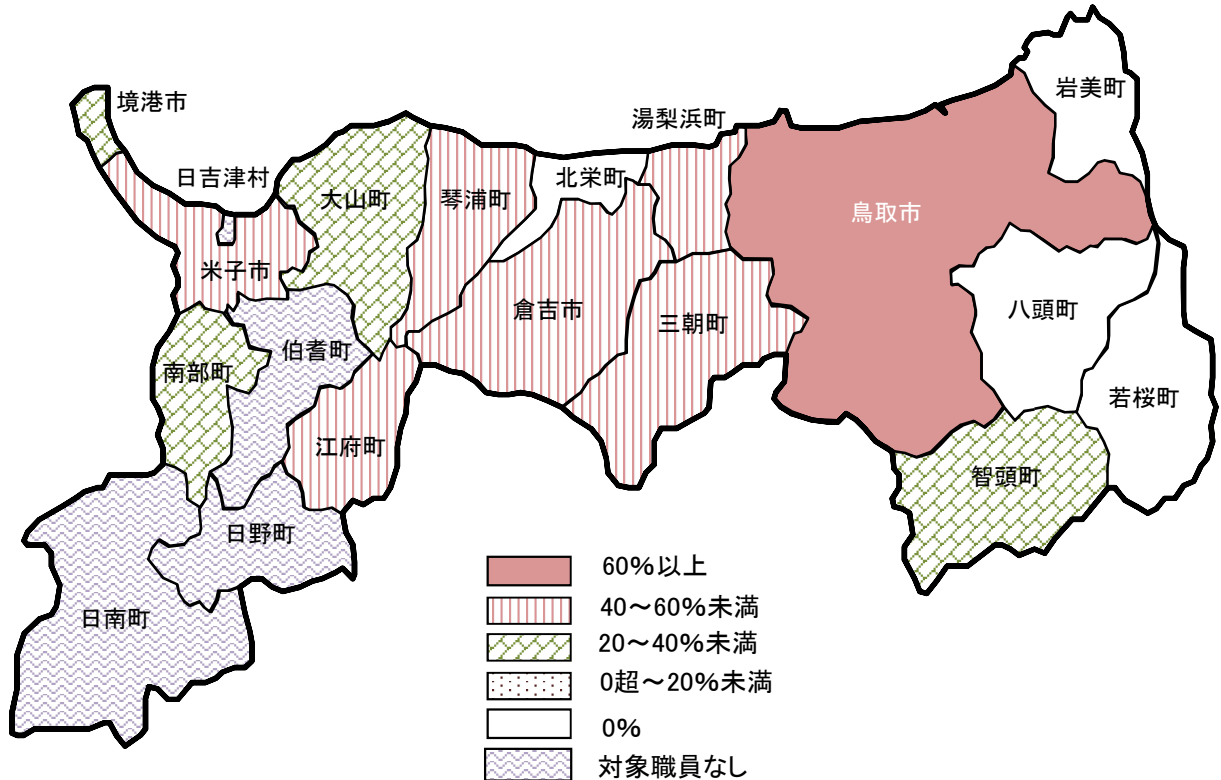 岩美町
境港市
湯梨浜町
日吉津村
北栄町
大山町
琴浦町
鳥取市
米子市
倉吉市
三朝町
八頭町
伯耆町
南部町
若桜町
江府町
智頭町
日野町
日南町
60%以上
40～60%未満
20～40%未満
0超～20%未満
0%
対象職員なし